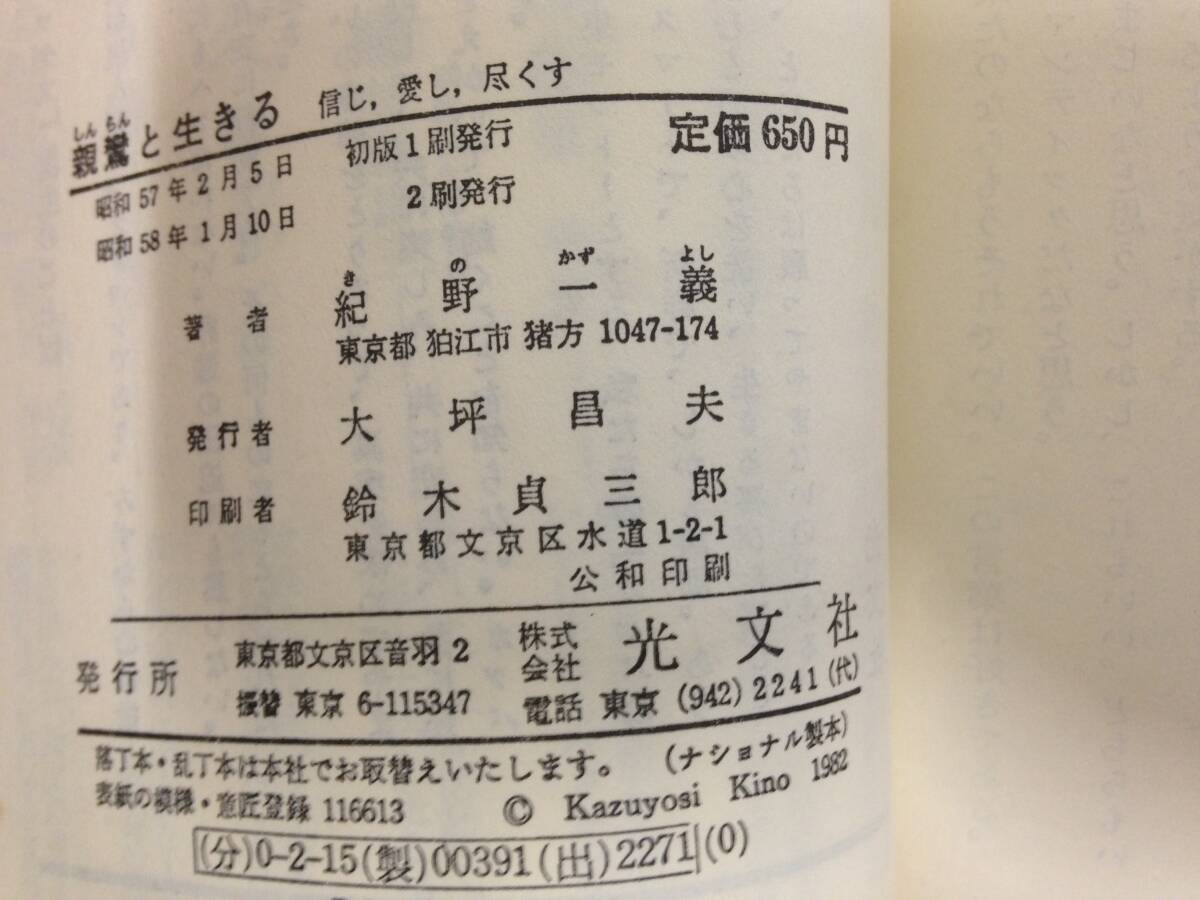 しん らん
親鸞と生きる 信じ,愛し,尽くす
昭和57年2月5日 初版1刷発行 定価650円
昭和58年1月10日 2刷発行
き の かず よし
著者 紀野一義
東京都 狛江市 猪方 1047-174
発行者 大坪昌夫
印刷者 鈴木貞三郎
東京都文京区水道1-2-1
公和印刷
発行所 東京都文京区音羽2 株式会社 光文社
振替 東京 6-115347 電話 東京 (942) 2241 (代)
落丁本・乱丁本は本社でお取替えいたします。 (ナショナル製本)
表紙の模様・意匠登録 116613 © Kazuyosi Kino 1982
(分)0-2-15(製)00391(出)2271(0)